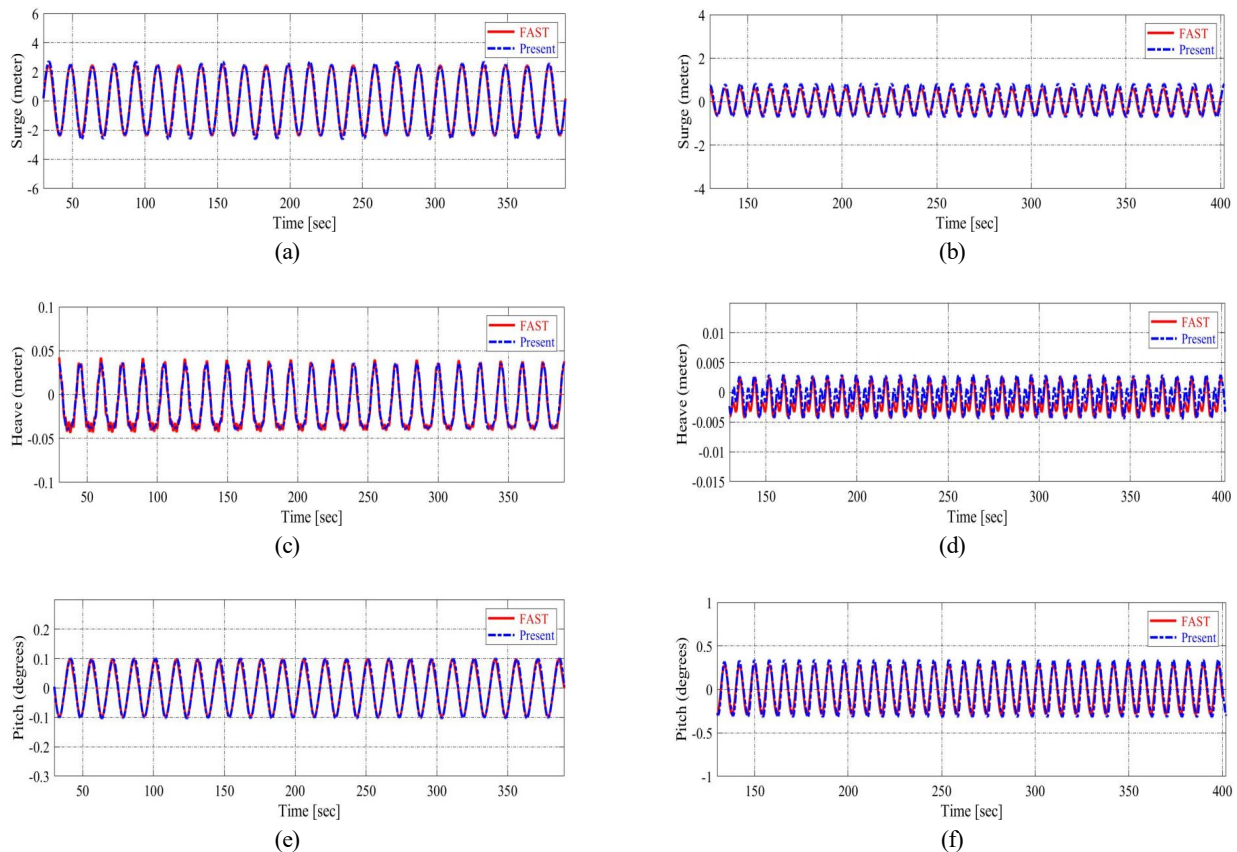 6
4
2
0
-2
-4
-6
Surge (meter)
FAST
Present
50 100 150 200 250 300 350
Time [sec]
(a)
4
2
0
-2
-4
Surge (meter)
FAST
Present
150 200 250 300 350 400
Time [sec]
(b)
0.1
0.05
0
-0.05
-0.1
Heave (meter)
FAST
Present
50 100 150 200 250 300 350
Time [sec]
(c)
0.01
0.005
0
-0.005
-0.01
-0.015
Heave (meter)
FAST
Present
150 200 250 300 350 400
Time [sec]
(d)
0.2
0.1
0
-0.1
-0.2
-0.3
Pitch (degrees)
FAST
Present
50 100 150 200 250 300 350
Time [sec]
(e)
1
0.5
0
-0.5
-1
Pitch (degrees)
FAST
Present
150 200 250 300 350 400
Time [sec]
(f)